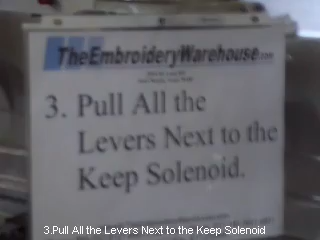 TheEmbroideryWarehouse.com
3. Pull All the
Levers Next to the
Keep Solenoid.
3.Pull All the Levers Next to the Keep Solenoid